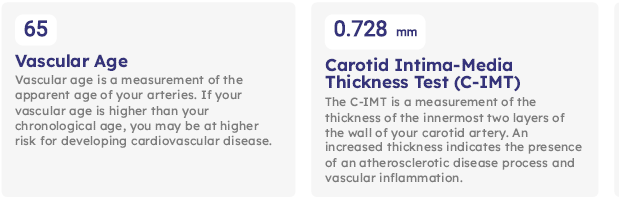 65
Vascular Age
Vascular age is a measurement of the
apparent age of your arteries. If your
vascular age is higher than your
chronological age, you may be at higher
risk for developing cardiovascular disease.
0.728 mm
Carotid Intima-Media
Thickness Test (C-IMT)
The C-IMT is a measurement of the
thickness of the innermost two layers of
the wall of your carotid artery. An
increased thickness indicates the presence
of an atherosclerotic disease process and
vascular inflammation.